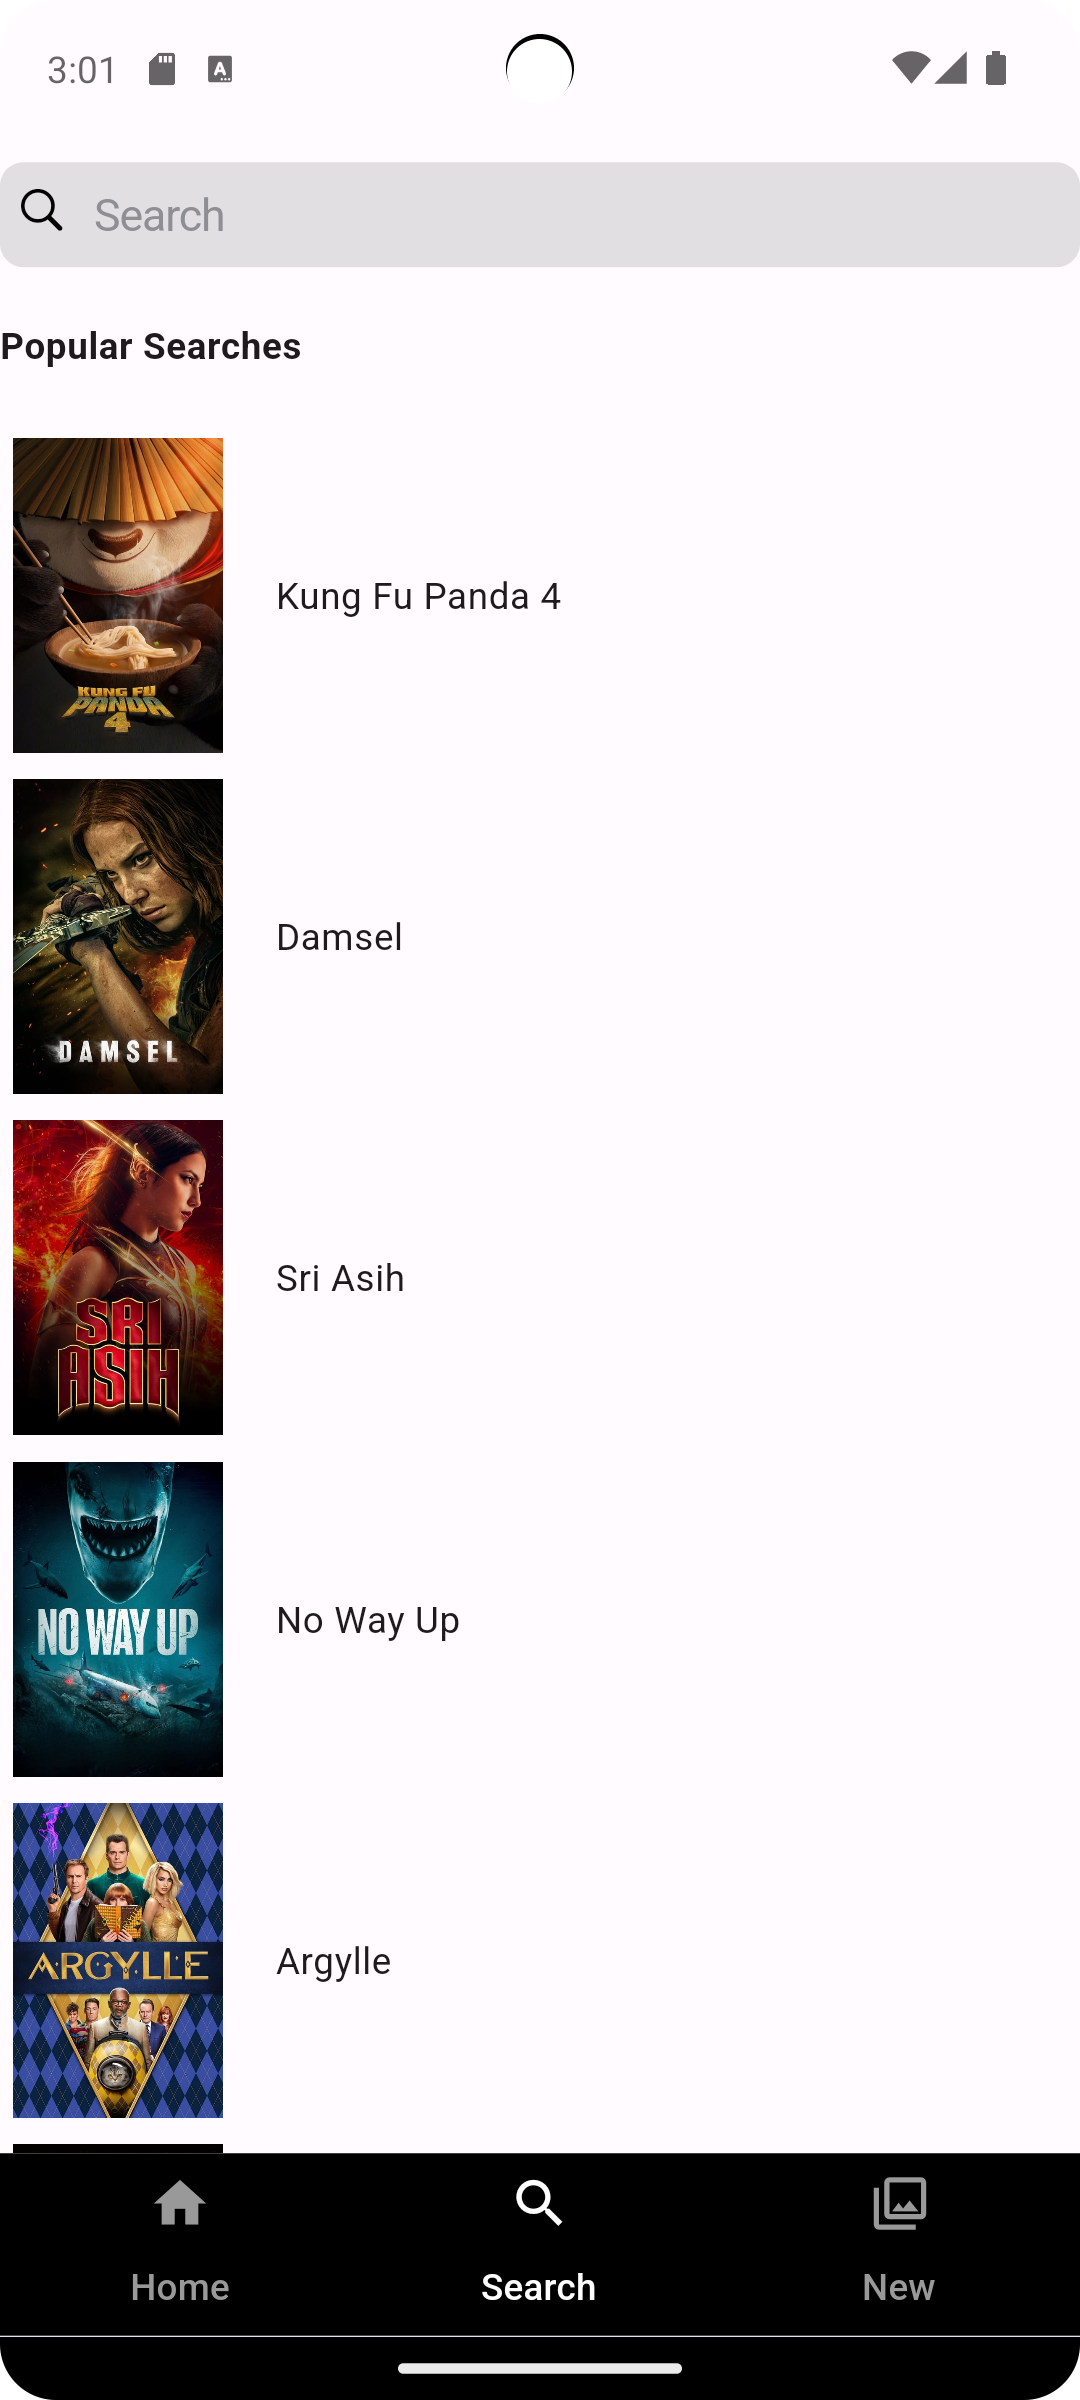 3:01
Search
Popular Searches
KUNG FU
PANDA
4
Kung Fu Panda 4
DAMSEL
Damsel
SRI
ASIH
Sri Asih
NO WAY UP
No Way Up
ARGYLLE
Argylle
Home
Search
New